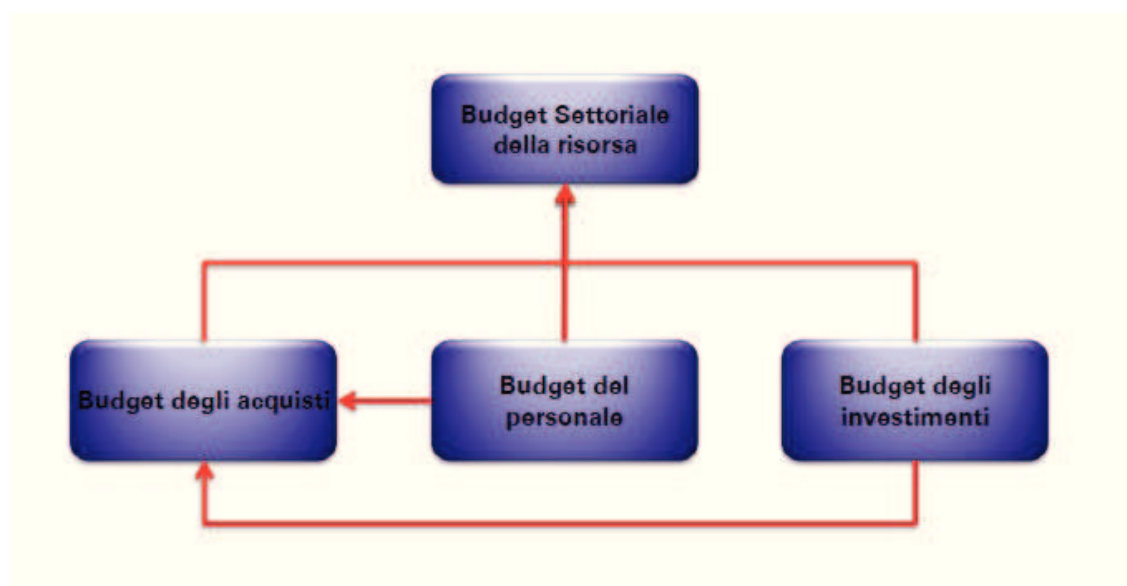 Budget Settoriale
della risorsa
Budget degli acquisti
Budget del
personale
Budget degli
investimenti